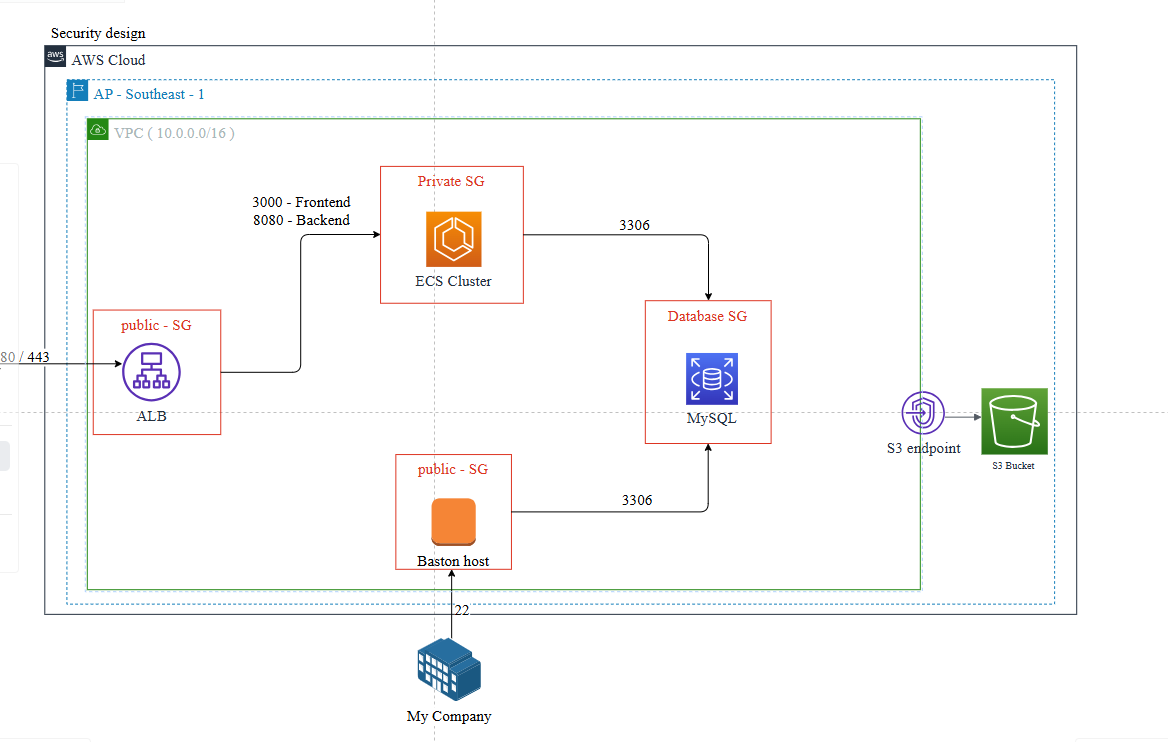 Security design
aws
AWS Cloud
AP - Southeast - 1
VPC ( 10.0.0.0/16 )
Private SG
3000 - Frontend
8080 - Backend
ECS Cluster
3306
public - SG
Database SG
80 / 443
ALB
MySQL
S3 endpoint
S3 Bucket
public - SG
3306
Baston host
22
My Company